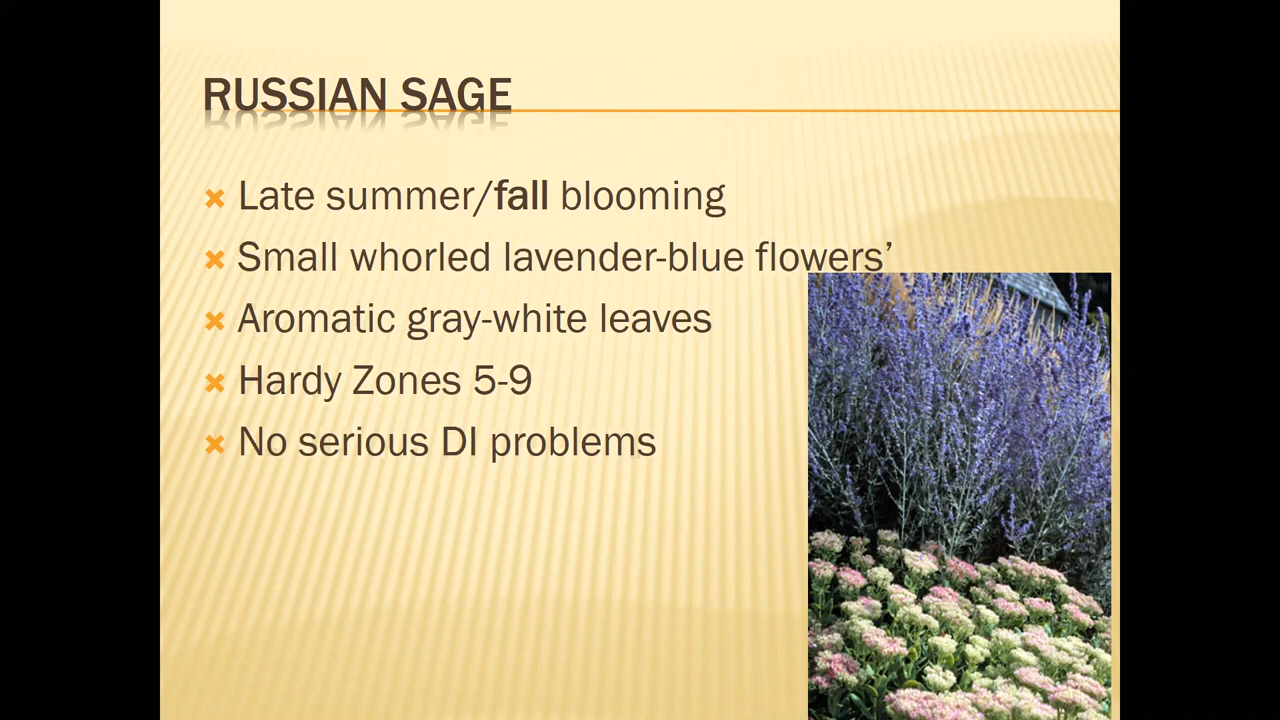 RUSSIAN SAGE
Late summer/fall blooming
Small whorled lavender-blue flowers’
Aromatic gray-white leaves
Hardy Zones 5-9
No serious DI problems